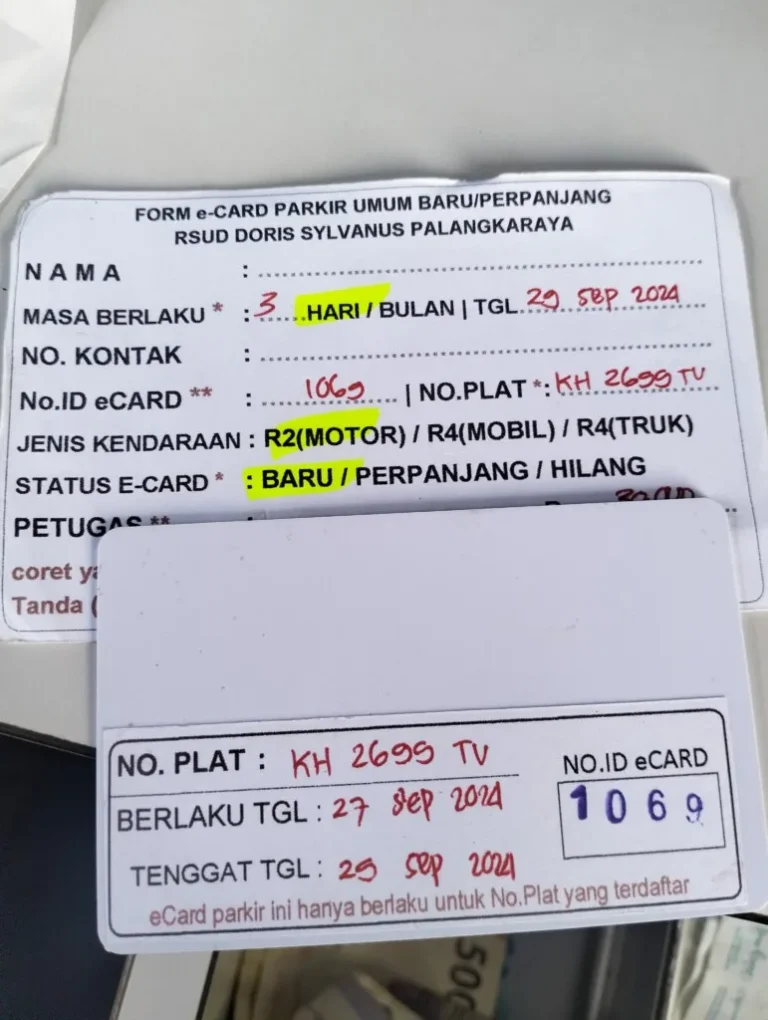 FORM e-CARD PARKIR UMUM BARU/PERPANJANG
RSUD DORIS SYLVANUS PALANGKARAYA
NAMA :
MASA BERLAKU * : 3 HARI / BULAN | TGL 29 SEP 2024
NO. KONTAK :
No.ID eCARD ** : 1069 | NO.PLAT *: KH 2699 TV
JENIS KENDARAAN : R2(MOTOR) / R4(MOBIL) / R4(TRUK)
STATUS E-CARD * : BARU / PERPANJANG / HILANG
PETUGAS ** :
coret
Tanda (
NO. PLAT : KH 2699 TV
NO.ID eCARD
BERLAKU TGL : 27 SEP 2024
1069
TENGGAT TGL : 29 SEP 2024
eCard parkir ini hanya berlaku untuk No.Plat yang terdaftar